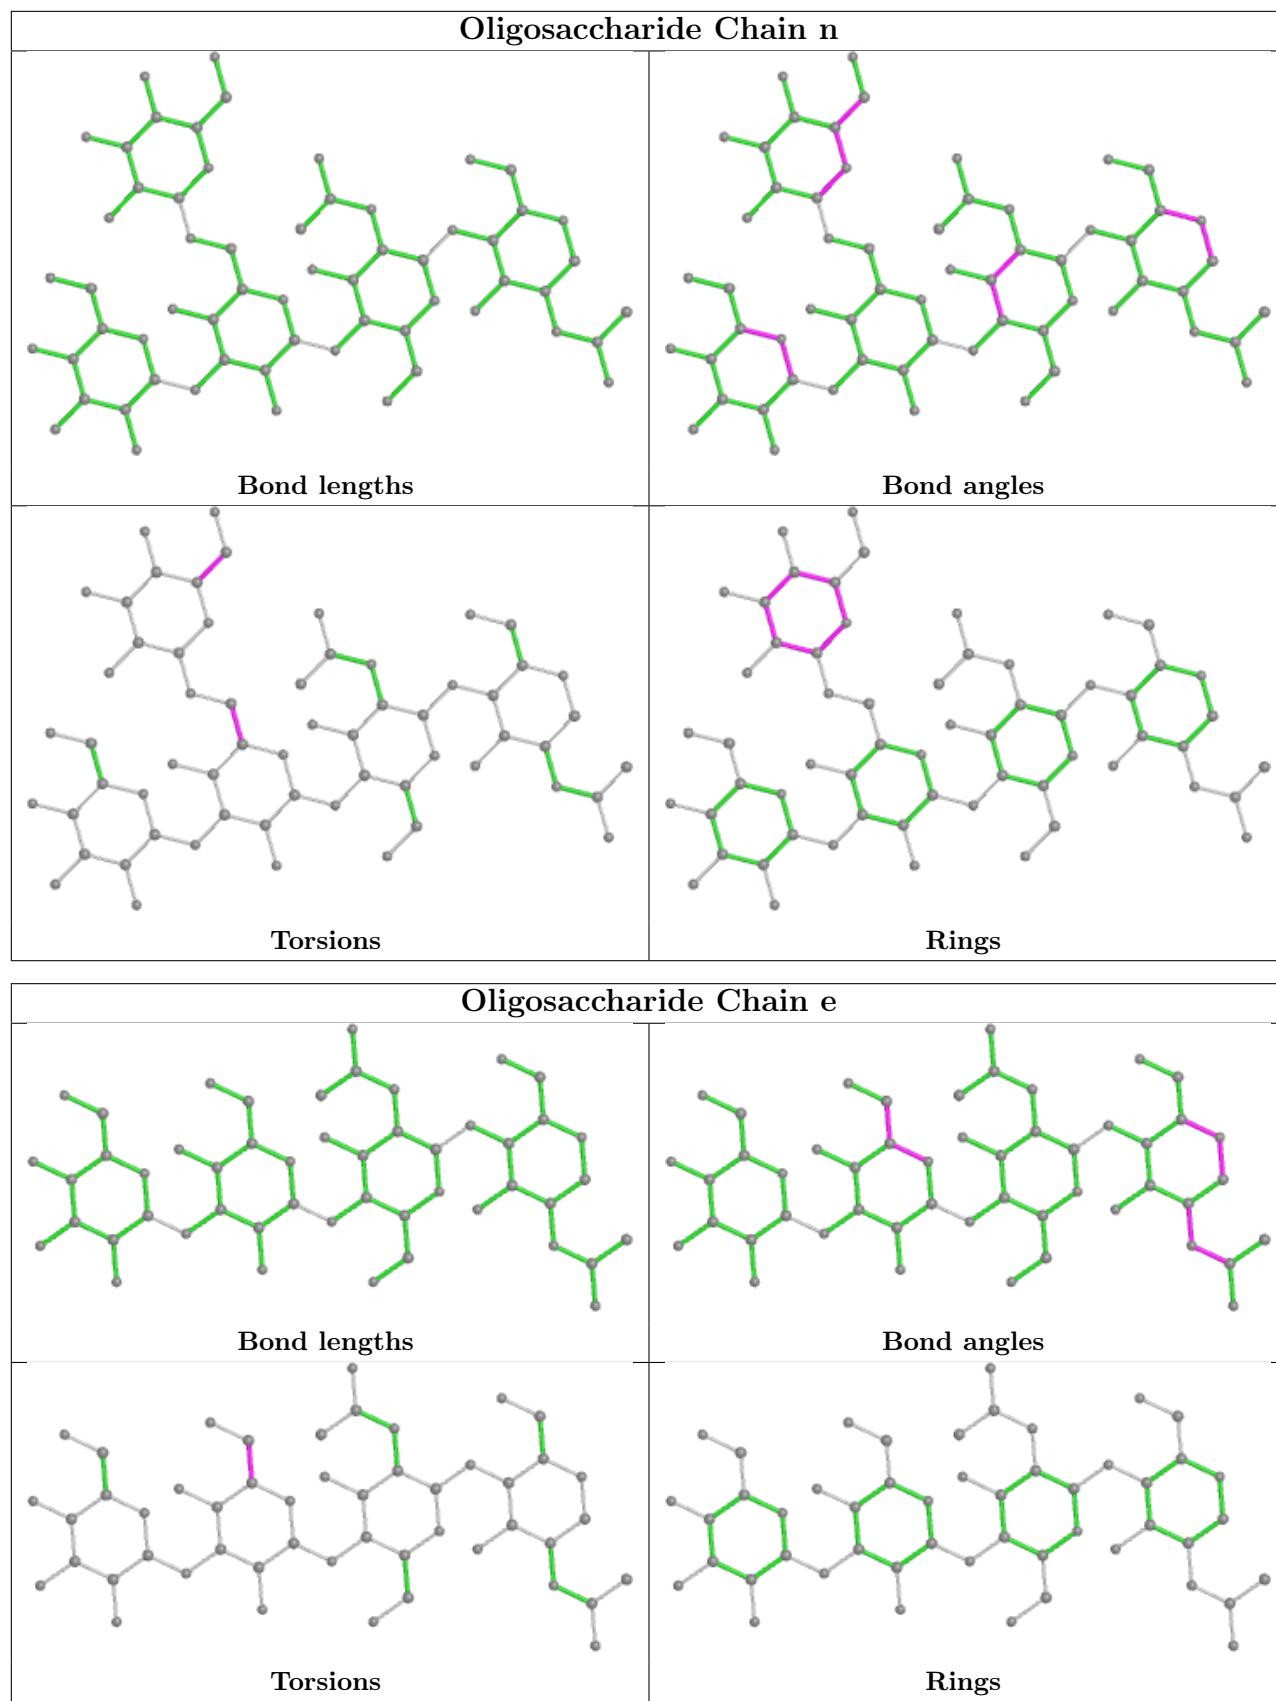 Oligosaccharide Chain n
Bond lengths
Bond angles
Torsions
Rings
Oligosaccharide Chain e
Bond lengths
Bond angles
Torsions
Rings